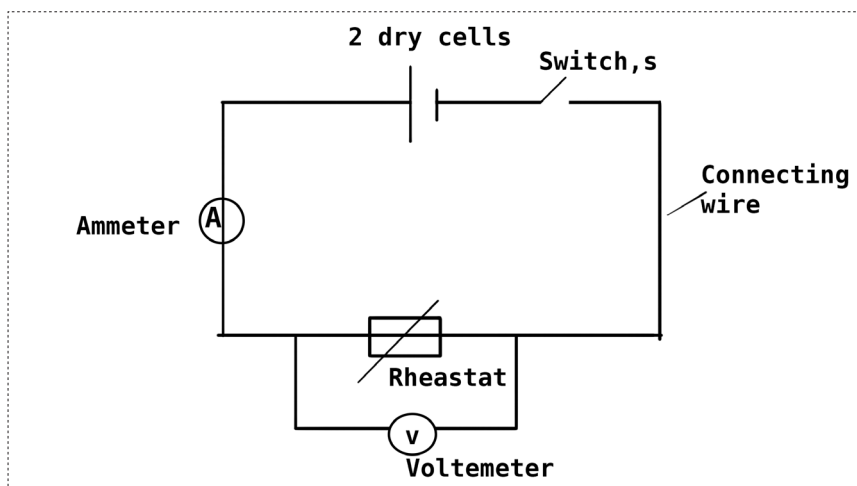 2 dry cells
Switch,s
Connecting
wire
Ammeter
A
Rheastat
v
Voltemeter